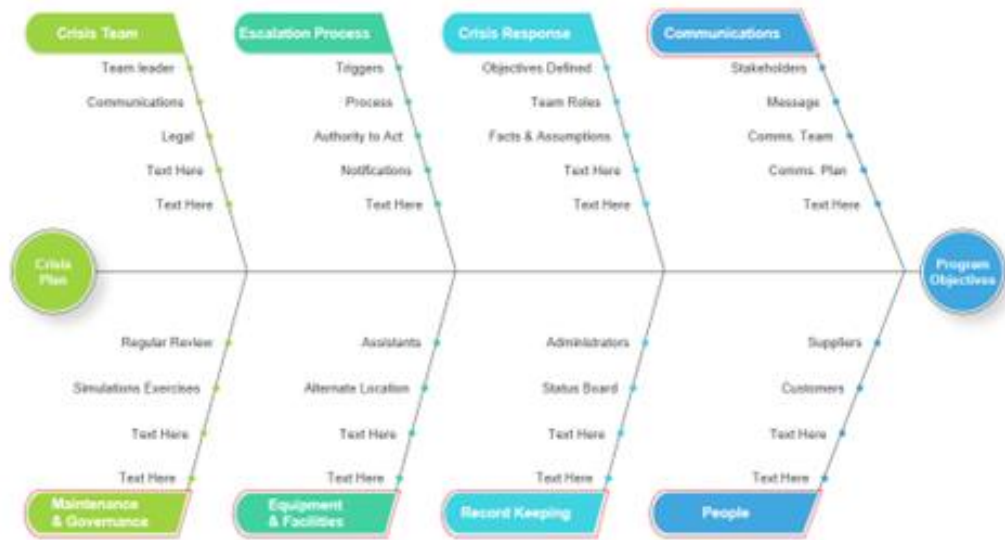 Crisis Team
Escalation Process
Crisis Response
Communications
Team leader
Communications
Legal
Text Here
Text Here
Triggers
Process
Authority to Act
Notifications
Text Here
Objectives Defined
Team Roles
Facts & Assumptions
Text Here
Text Here
Stakeholders
Message
Comms. Team
Comms. Plan
Text Here
Crisis
Plan
Program
Objectives
Regular Review
Simulations Exercises
Text Here
Text Here
Assistants
Alternate Location
Text Here
Text Here
Administrators
Status Board
Text Here
Text Here
Suppliers
Customers
Text Here
Text Here
Maintenance
& Governance
Equipment
& Facilities
Record Keeping
People